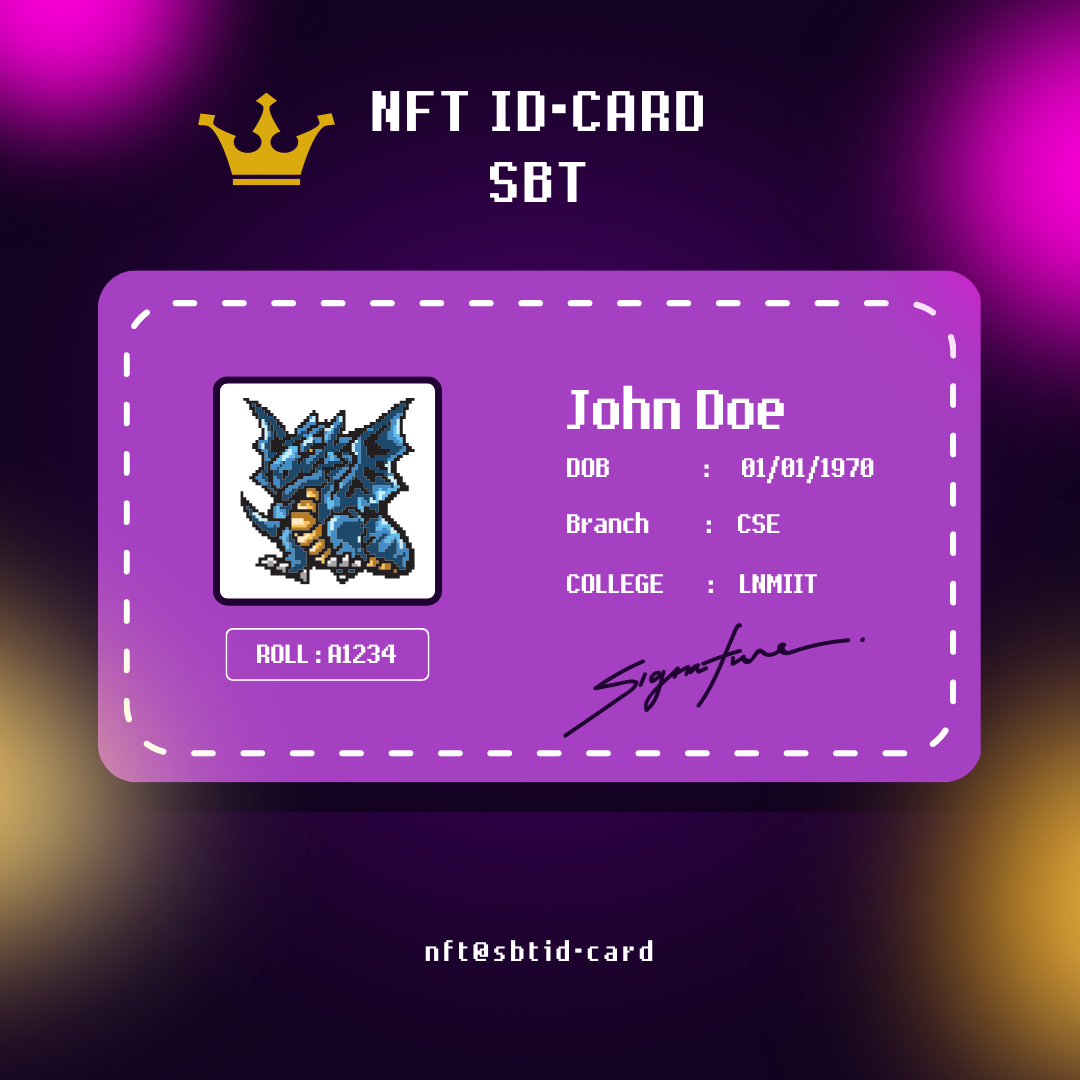 NFT ID-CARD
SBT
John Doe
DOB : 01/01/1970
Branch : CSE
COLLEGE : LNMIIT
ROLL : A1234
Signature
nft@sbtid-card